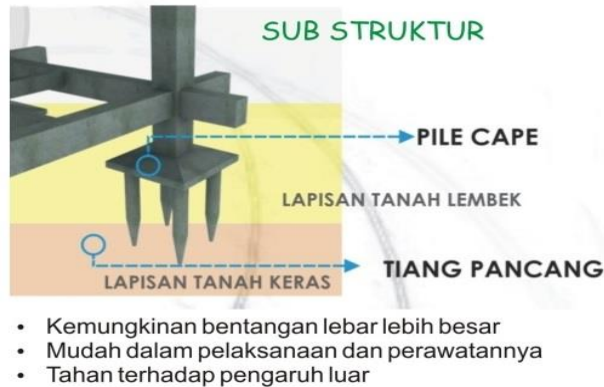 SUB STRUKTUR
PILE CAPE
LAPISAN TANAH LEMBEK
TIANG PANCANG
LAPISAN TANAH KERAS
• Kemungkinan bentangan lebar lebih besar
• Mudah dalam pelaksanaan dan perawatannya
• Tahan terhadap pengaruh luar